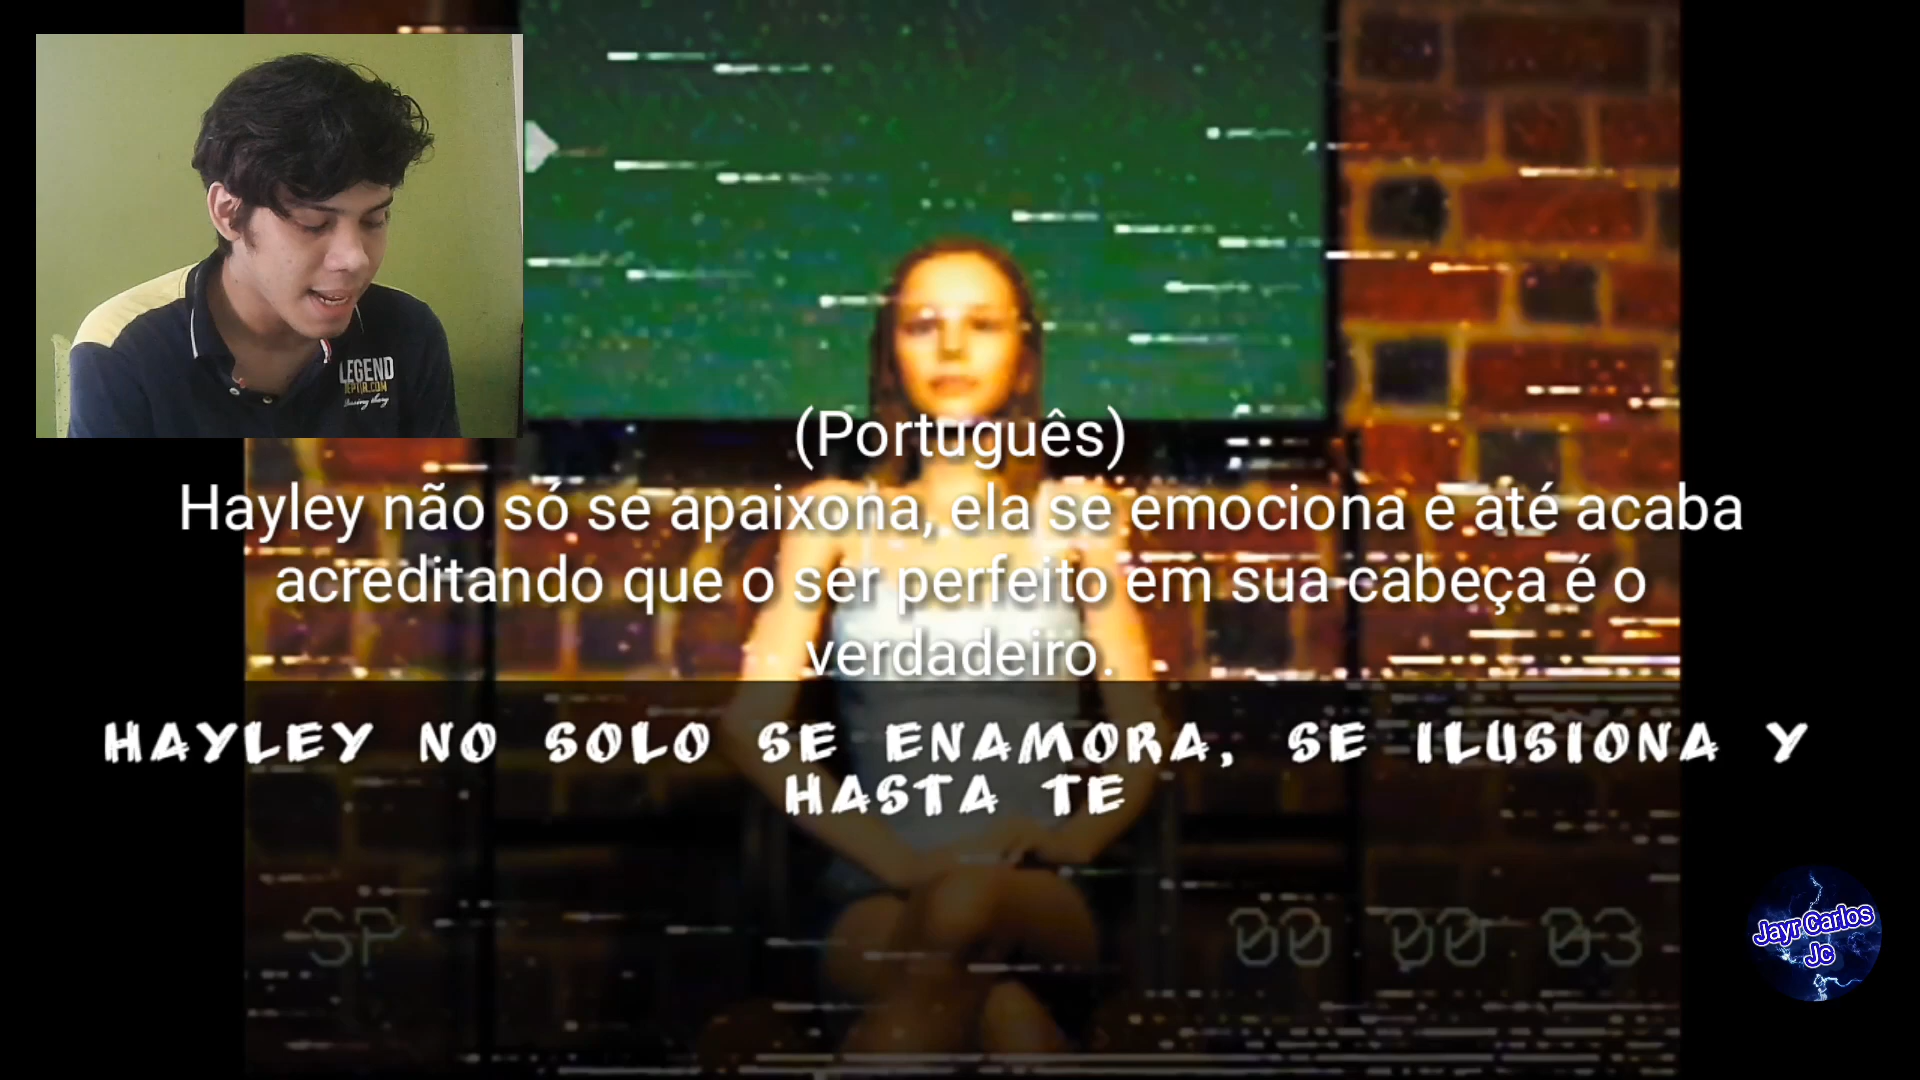 LEGEND
(Português)
Hayley não só se apaixona, ela se emociona e até acaba
acreditando que o ser perfeito em sua cabeça é o
verdadeiro.
HAYLEY NO SOLO SE ENAMORA, SE ILUSIONA Y
HASTA TE
SP
00 00 03
Jayr Carlos
Jc